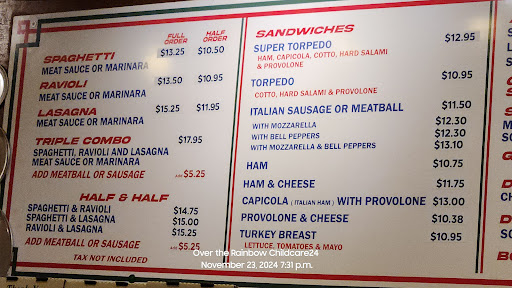 FULL ORDER HALF ORDER
SPAGHETTI $13.25 $10.50
MEAT SAUCE OR MARINARA
RAVIOLI $13.50 $10.95
MEAT SAUCE OR MARINARA
LASAGNA $15.25 $11.95
MEAT SAUCE OR MARINARA
TRIPLE COMBO $17.95
SPAGHETTI, RAVIOLI AND LASAGNA
MEAT SAUCE OR MARINARA
ADD MEATBALL OR SAUSAGE ADD $5.25
HALF & HALF
SPAGHETTI & RAVIOLI $14.75
SPAGHETTI & LASAGNA $15.00
RAVIOLI & LASAGNA $15.25
ADD MEATBALL OR SAUSAGE ADD $5.25
TAX NOT INCLUDED
SANDWICHES
SUPER TORPEDO $12.95
HAM, CAPICOLA, COTTO, HARD SALAMI
& PROVOLONE
TORPEDO $10.95
COTTO, HARD SALAMI & PROVOLONE
ITALIAN SAUSAGE OR MEATBALL $11.50
WITH MOZZARELLA $12.30
WITH BELL PEPPERS $12.30
WITH MOZZARELLA & BELL PEPPERS $13.10
HAM $10.75
HAM & CHEESE $11.75
CAPICOLA ( ITALIAN HAM ) WITH PROVOLONE $13.00
PROVOLONE & CHEESE $10.38
TURKEY BREAST $10.95
LETTUCE, TOMATOES & MAYO
Over the Rainbow Childcare24
November 23, 2024 7:31 p.m.